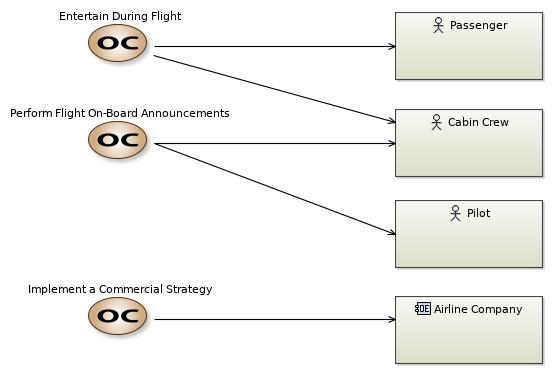 Entertain During Flight
OC
Passenger
Perform Flight On-Board Announcements
OC
Cabin Crew
Pilot
Implement a Commercial Strategy
OC
OE Airline Company